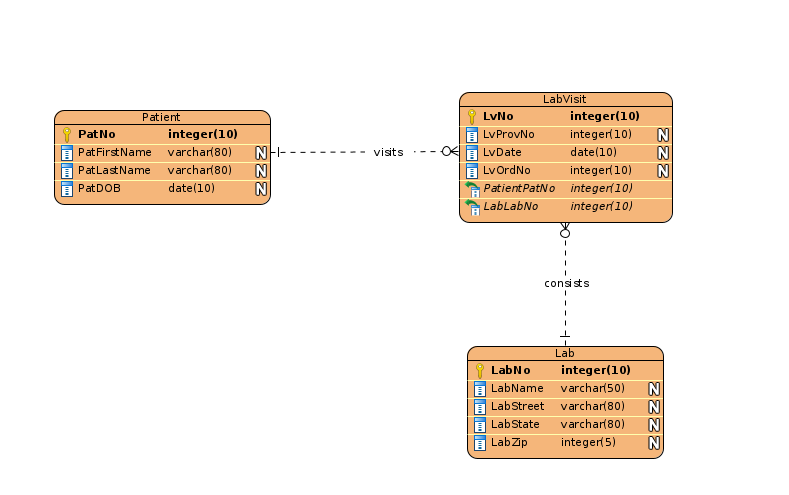 Patient
PatNo integer(10)
PatFirstName varchar(80) N
PatLastName varchar(80) N
PatDOB date(10) N
visits
LabVisit
LvNo integer(10)
LvProvNo integer(10) N
LvDate date(10) N
LvOrdNo integer(10) N
PatientPatNo integer(10)
LabLabNo integer(10)
consists
Lab
LabNo integer(10)
LabName varchar(50) N
LabStreet varchar(80) N
LabState varchar(80) N
LabZip integer(5) N